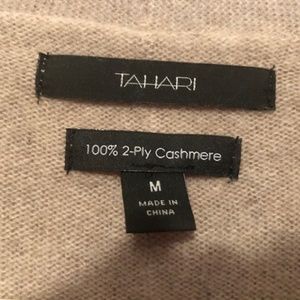 TAHARI
100% 2-Ply Cashmere
M
MADE IN
CHINA